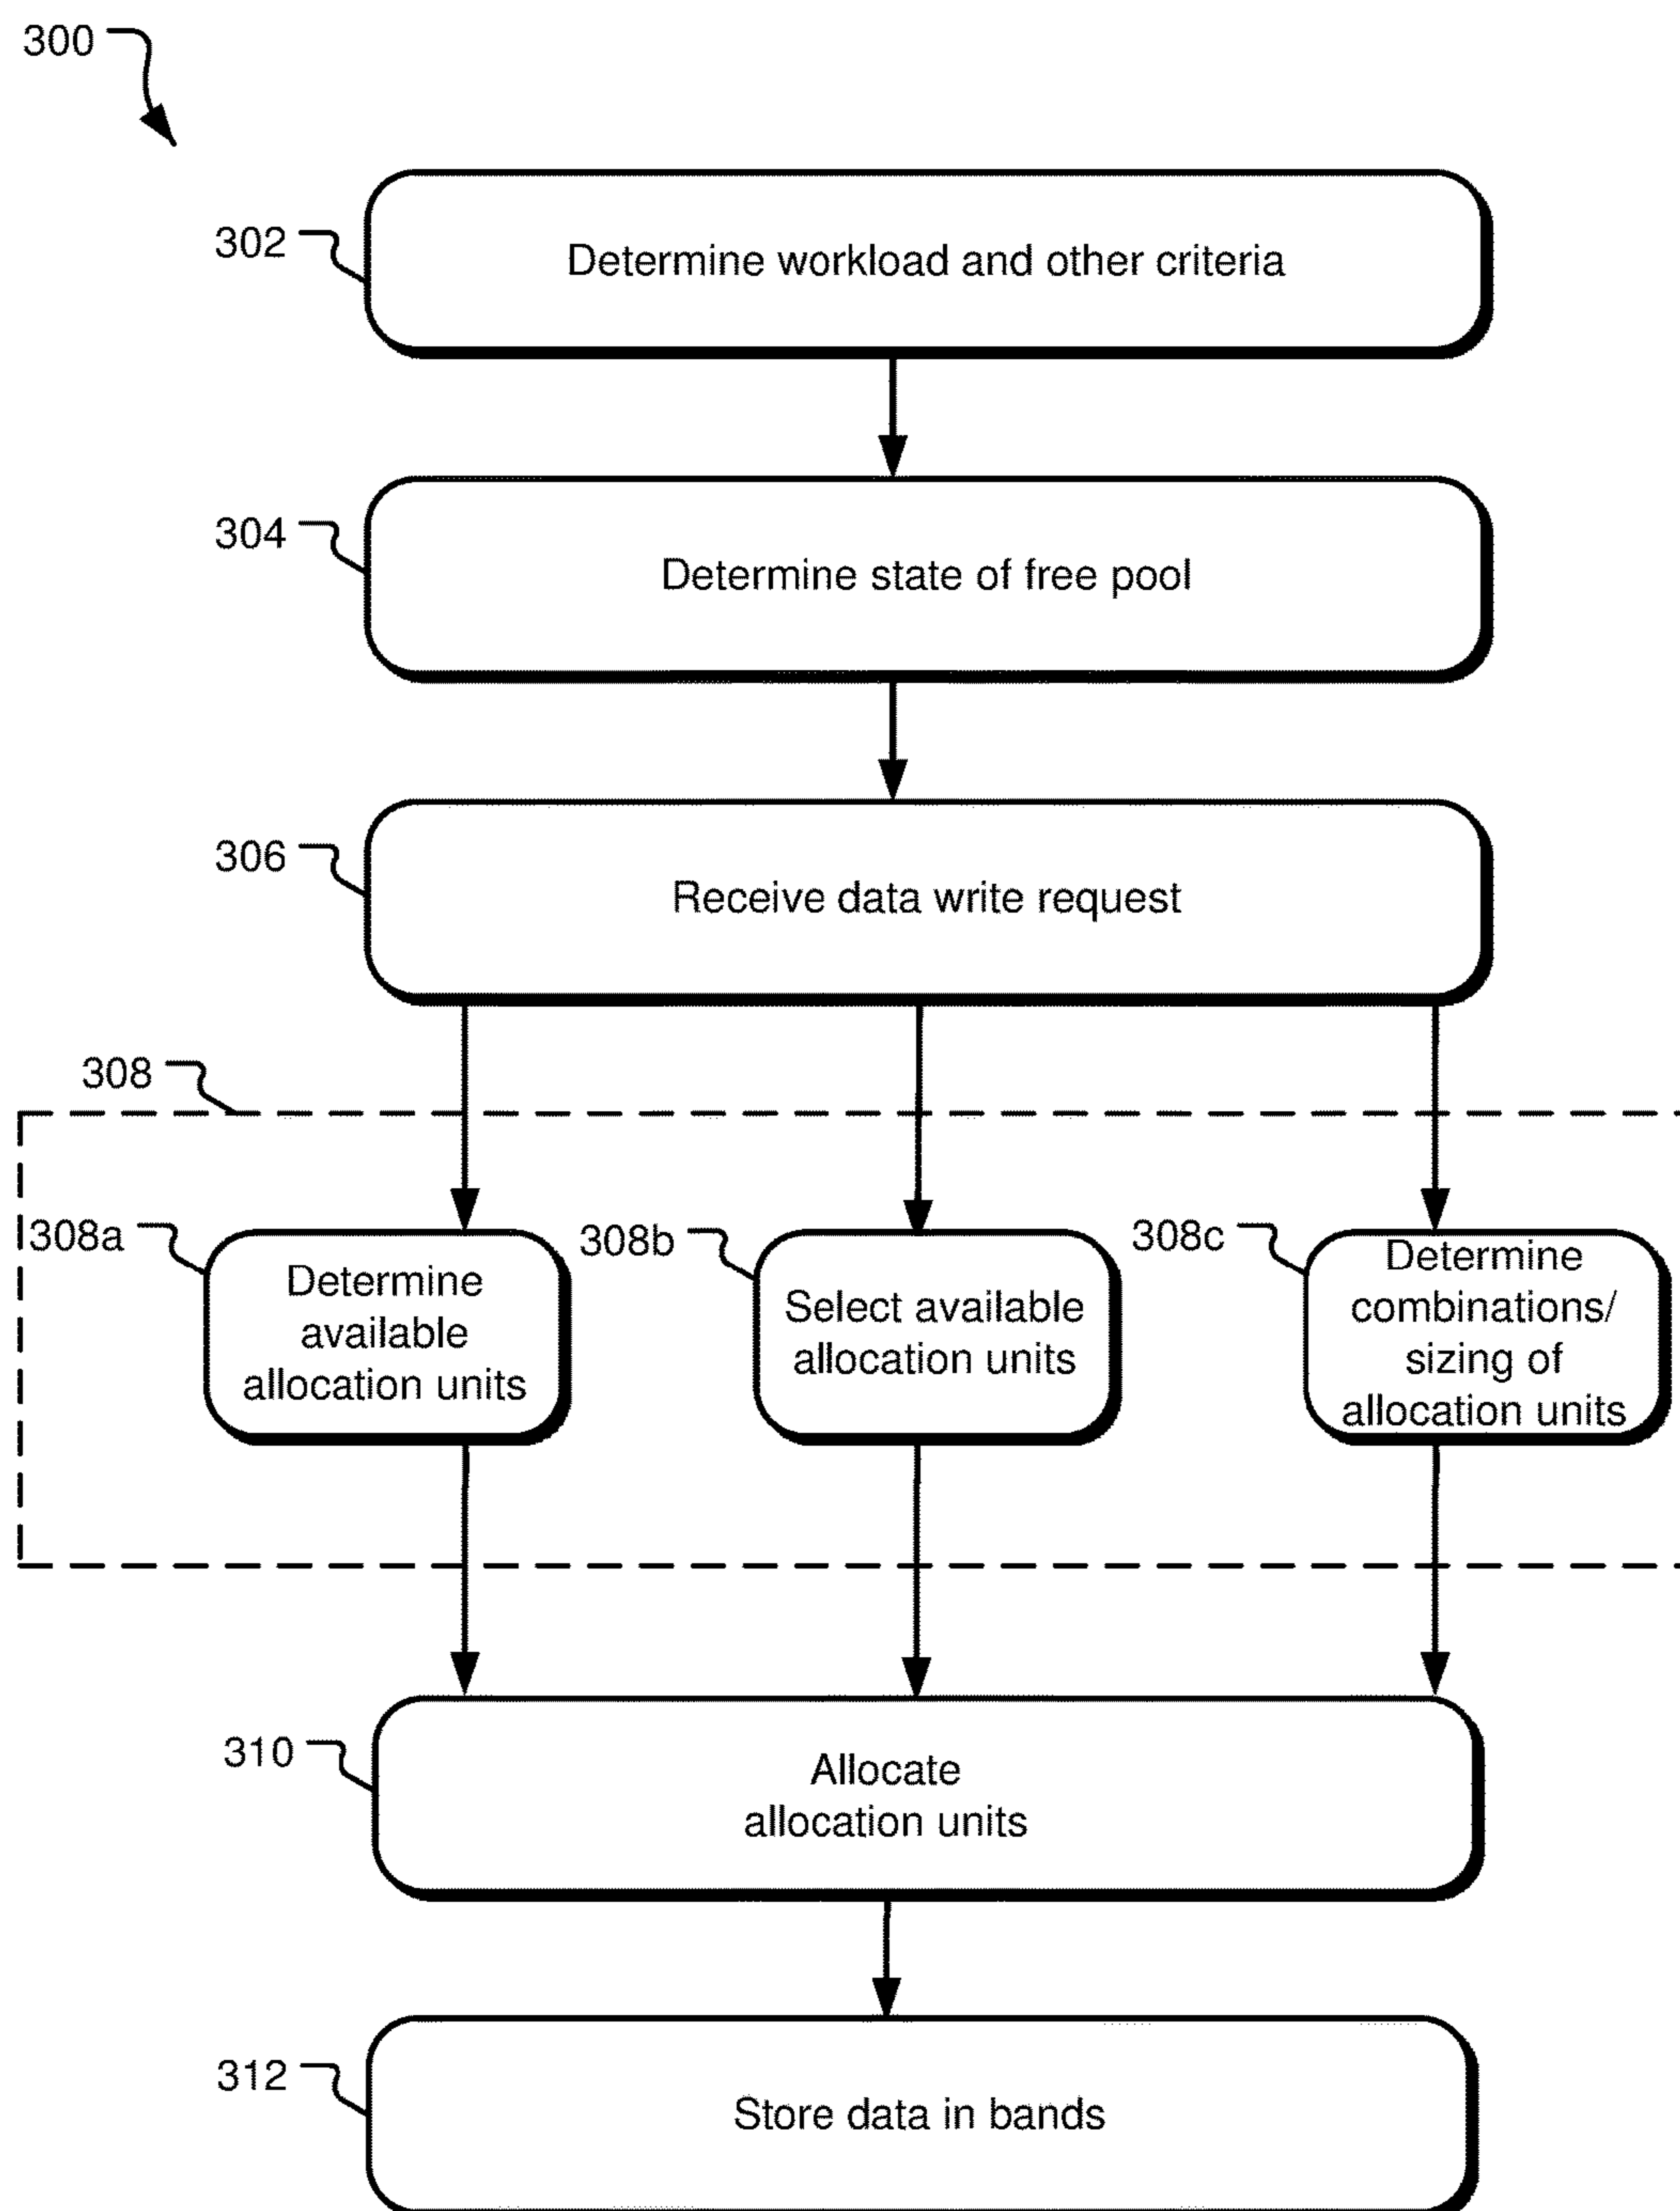 300
302
Determine workload and other criteria
304
Determine state of free pool
306
Receive data write request
308
308a
Determine
available
allocation units
308b
Select available
allocation units
308c
Determine
combinations/
sizing of
allocation units
310
Allocate
allocation units
312
Store data in bands